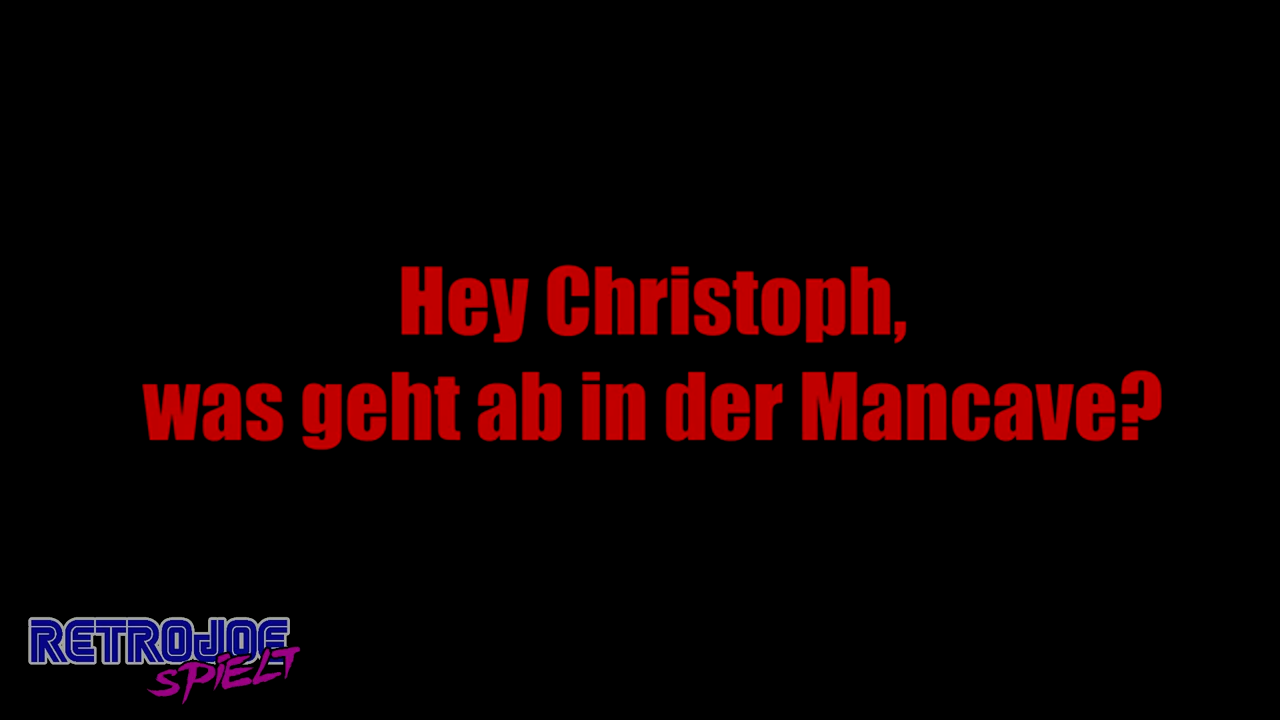 Hey Christoph,
was geht ab in der Mancave?
RETROJOE
SPIELT